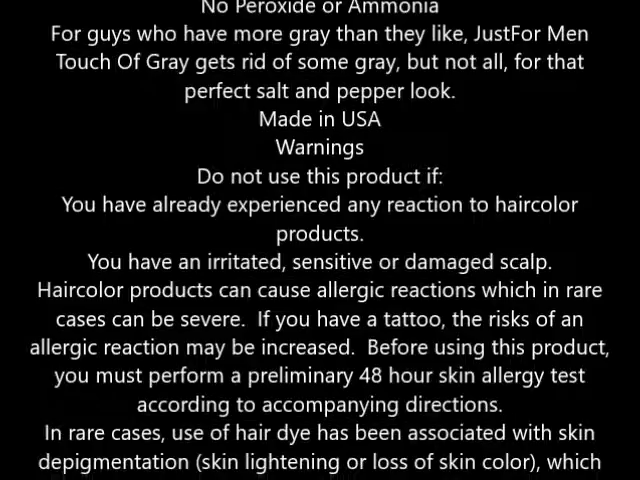 No Peroxide or Ammonia
For guys who have more gray than they like, JustFor Men
Touch Of Gray gets rid of some gray, but not all, for that
perfect salt and pepper look.
Made in USA
Warnings
Do not use this product if:
You have already experienced any reaction to haircolor
products.
You have an irritated, sensitive or damaged scalp.
Haircolor products can cause allergic reactions which in rare
cases can be severe.  If you have a tattoo, the risks of an
allergic reaction may be increased.  Before using this product,
you must perform a preliminary 48 hour skin allergy test
according to accompanying directions.
In rare cases, use of hair dye has been associated with skin
depigmentation (skin lightening or loss of skin color), which